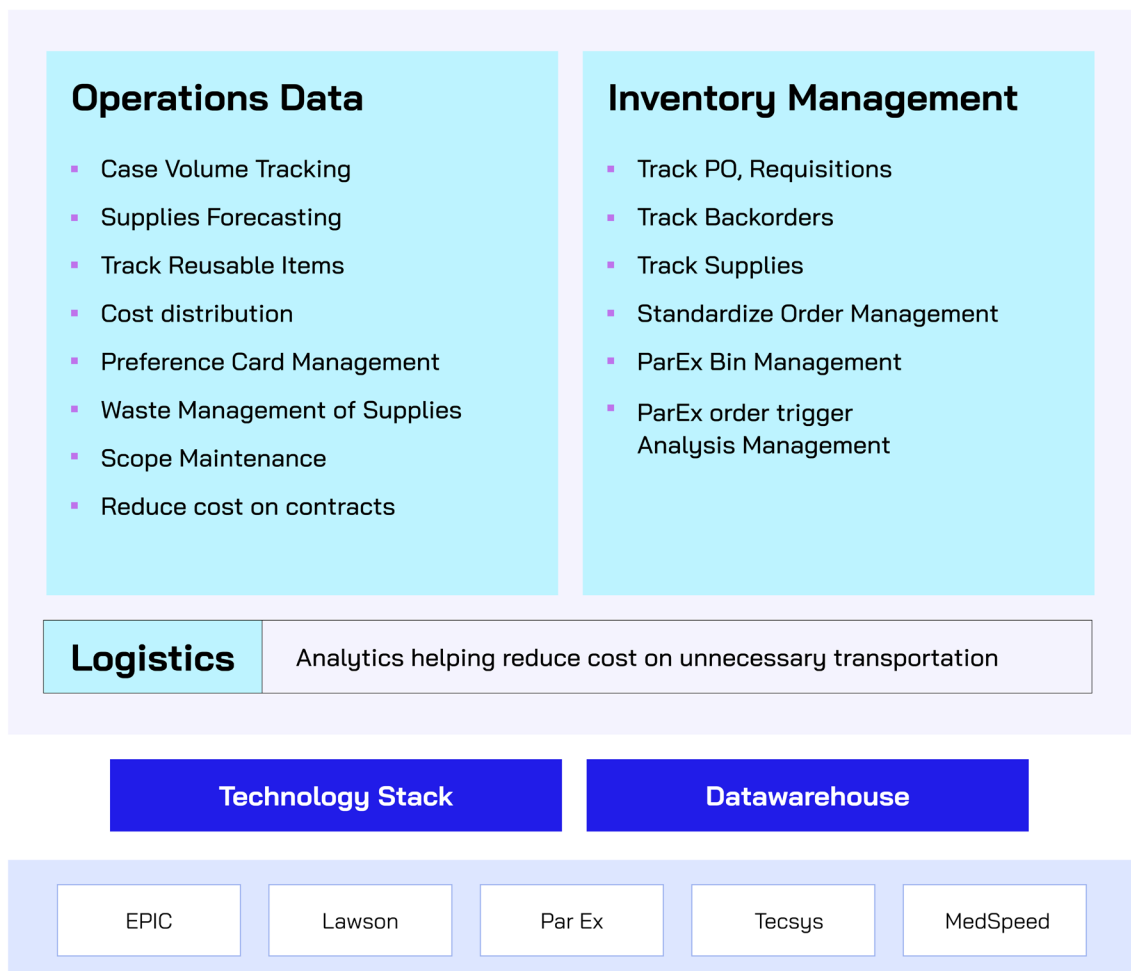 Operations Data
Case Volume Tracking
Supplies Forecasting
Track Reusable Items
Cost distribution
Preference Card Management
Waste Management of Supplies
Scope Maintenance
Reduce cost on contracts
Inventory Management
Track PO, Requisitions
Track Backorders
Track Supplies
Standardize Order Management
ParEx Bin Management
ParEx order trigger
Analysis Management
Logistics
Analytics helping reduce cost on unnecessary transportation
Technology Stack
Datawarehouse
EPIC
Lawson
Par Ex
Tecsys
MedSpeed